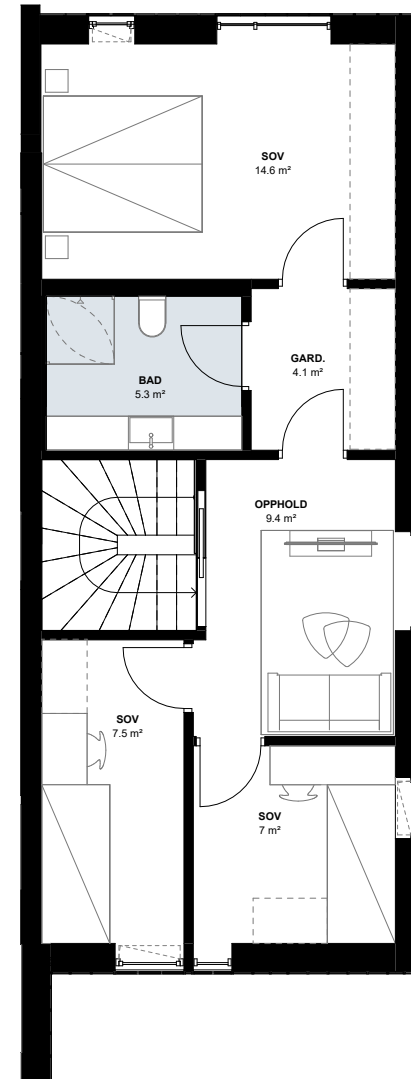 SOV
14.6 m²
GARD.
4.1 m²
BAD
5.3 m²
OPPHOLD
9.4 m²
SOV
7.5 m²
SOV
7 m²